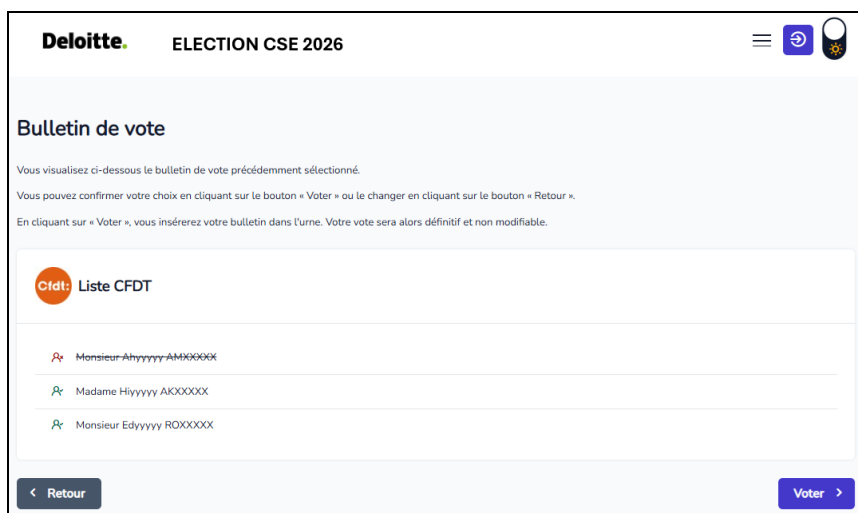 Deloitte.
ELECTION CSE 2026
Bulletin de vote
Vous visualisez ci-dessous le bulletin de vote précédemment sélectionné.
Vous pouvez confirmer votre choix en cliquant sur le bouton « Voter » ou le changer en cliquant sur le bouton « Retour ».
En cliquant sur « Voter », vous insérerez votre bulletin dans l'urne. Votre vote sera alors définitif et non modifiable.
Cfdt: Liste CFDT
Monsieur Ahyyyyy AMXXXXX
Madame Hiyyyyy AKXXXXX
Monsieur Edyyyyy ROXXXXX
Retour
Voter